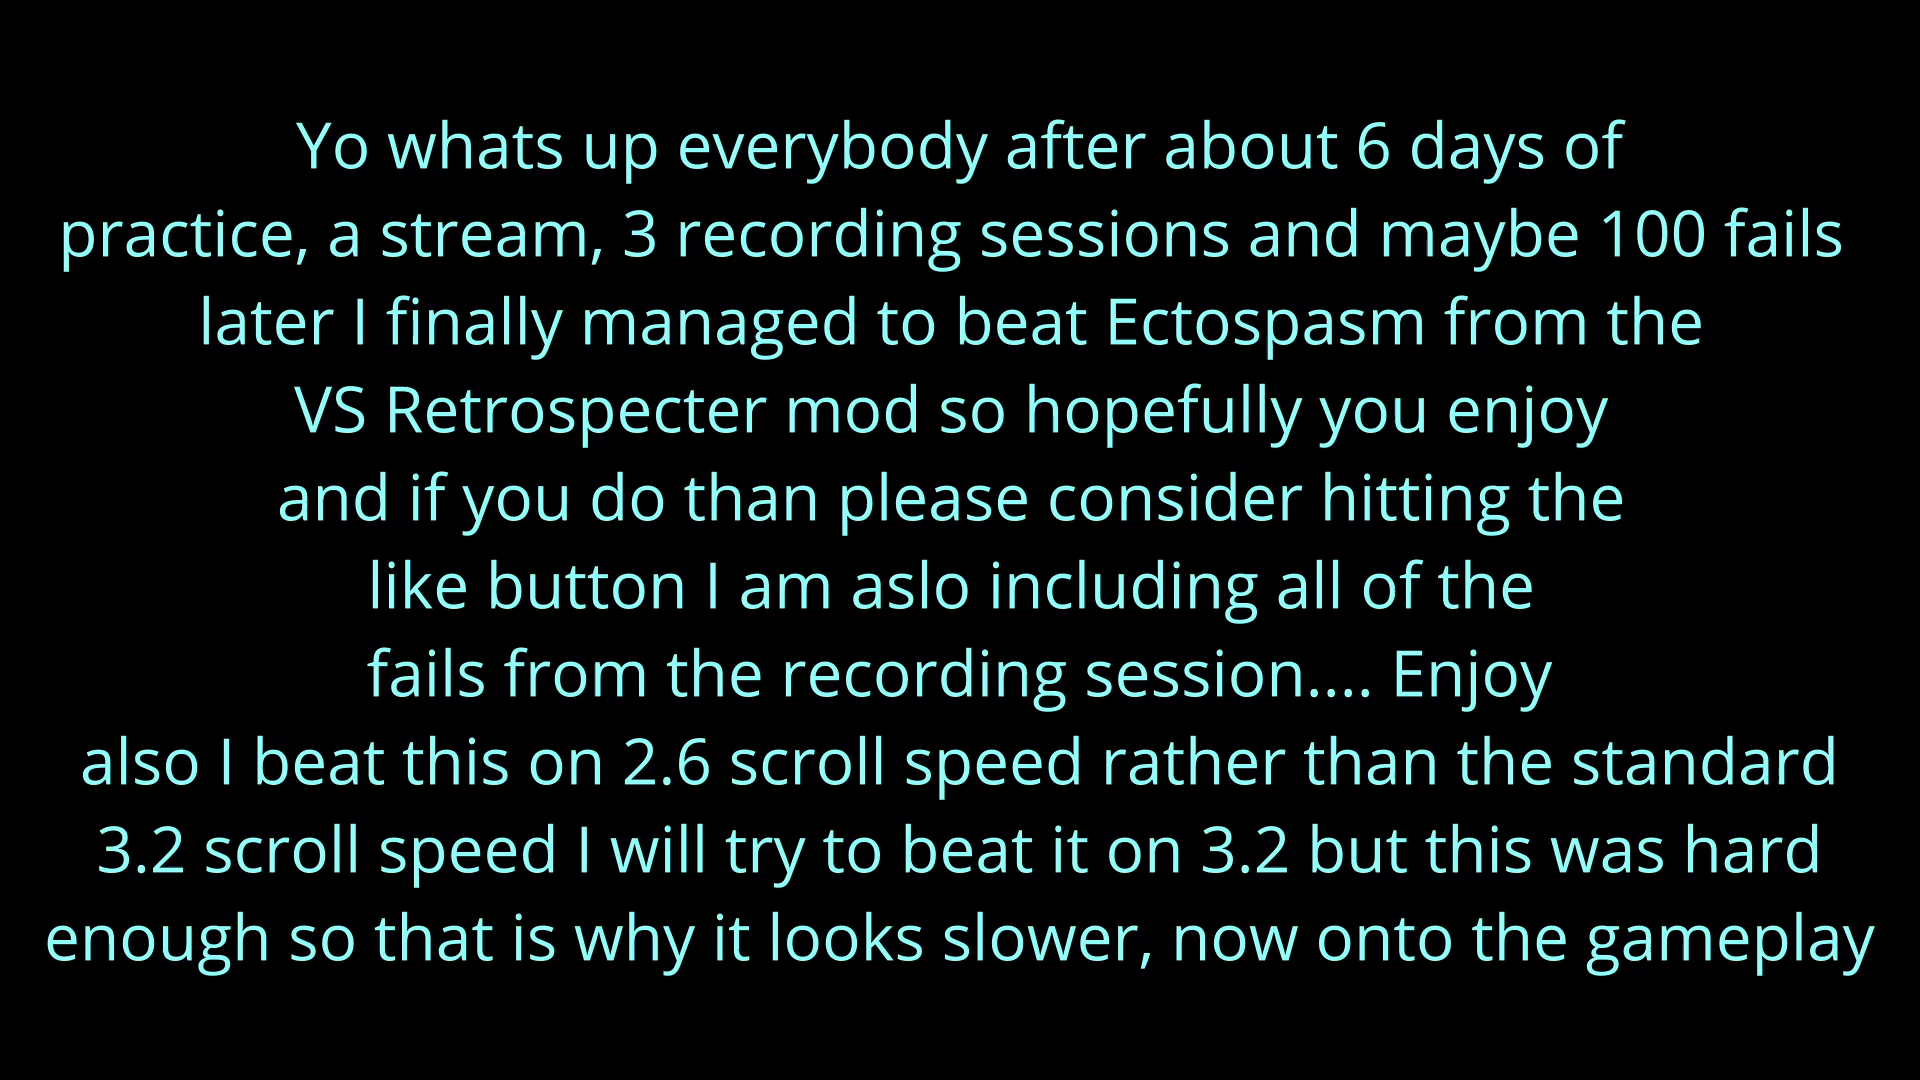 Yo whats up everybody after about 6 days of
practice, a stream, 3 recording sessions and maybe 100 fails
later I finally managed to beat Ectospasm from the
VS Retrospecter mod so hopefully you enjoy
and if you do than please consider hitting the
like button I am aslo including all of the
fails from the recording session.... Enjoy
also I beat this on 2.6 scroll speed rather than the standard
3.2 scroll speed I will try to beat it on 3.2 but this was hard
enough so that is why it looks slower, now onto the gameplay